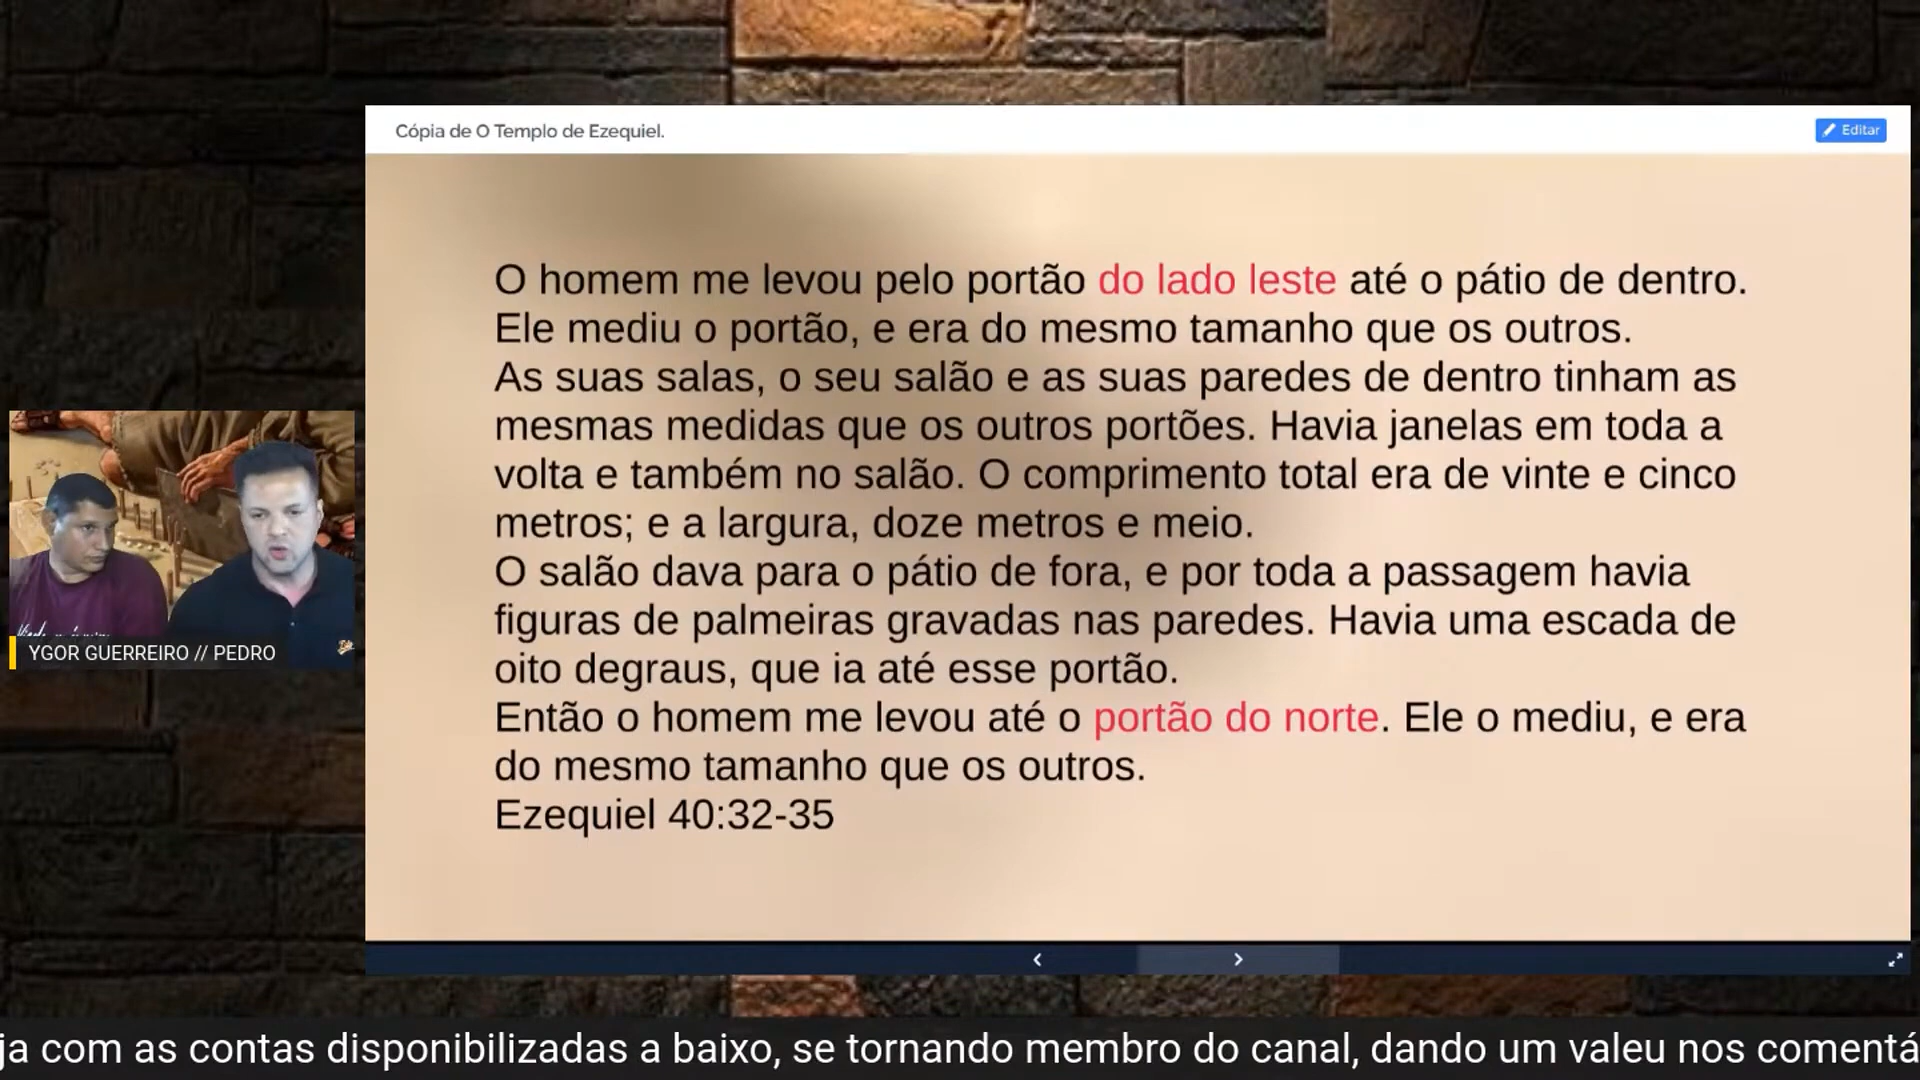 Cópia de O Templo de Ezequiel.
Editar
O homem me levou pelo portão do lado leste até o pátio de dentro.
Ele mediu o portão, e era do mesmo tamanho que os outros.
As suas salas, o seu salão e as suas paredes de dentro tinham as
mesmas medidas que os outros portões. Havia janelas em toda a
volta e também no salão. O comprimento total era de vinte e cinco
metros; e a largura, doze metros e meio.
O salão dava para o pátio de fora, e por toda a passagem havia
figuras de palmeiras gravadas nas paredes. Havia uma escada de
oito degraus, que ia até esse portão.
Então o homem me levou até o portão do norte. Ele o mediu, e era
do mesmo tamanho que os outros.
Ezequiel 40:32-35
YGOR GUERREIRO // PEDRO
ja com as contas disponibilizadas a baixo, se tornando membro do canal, dando um valeu nos comentá